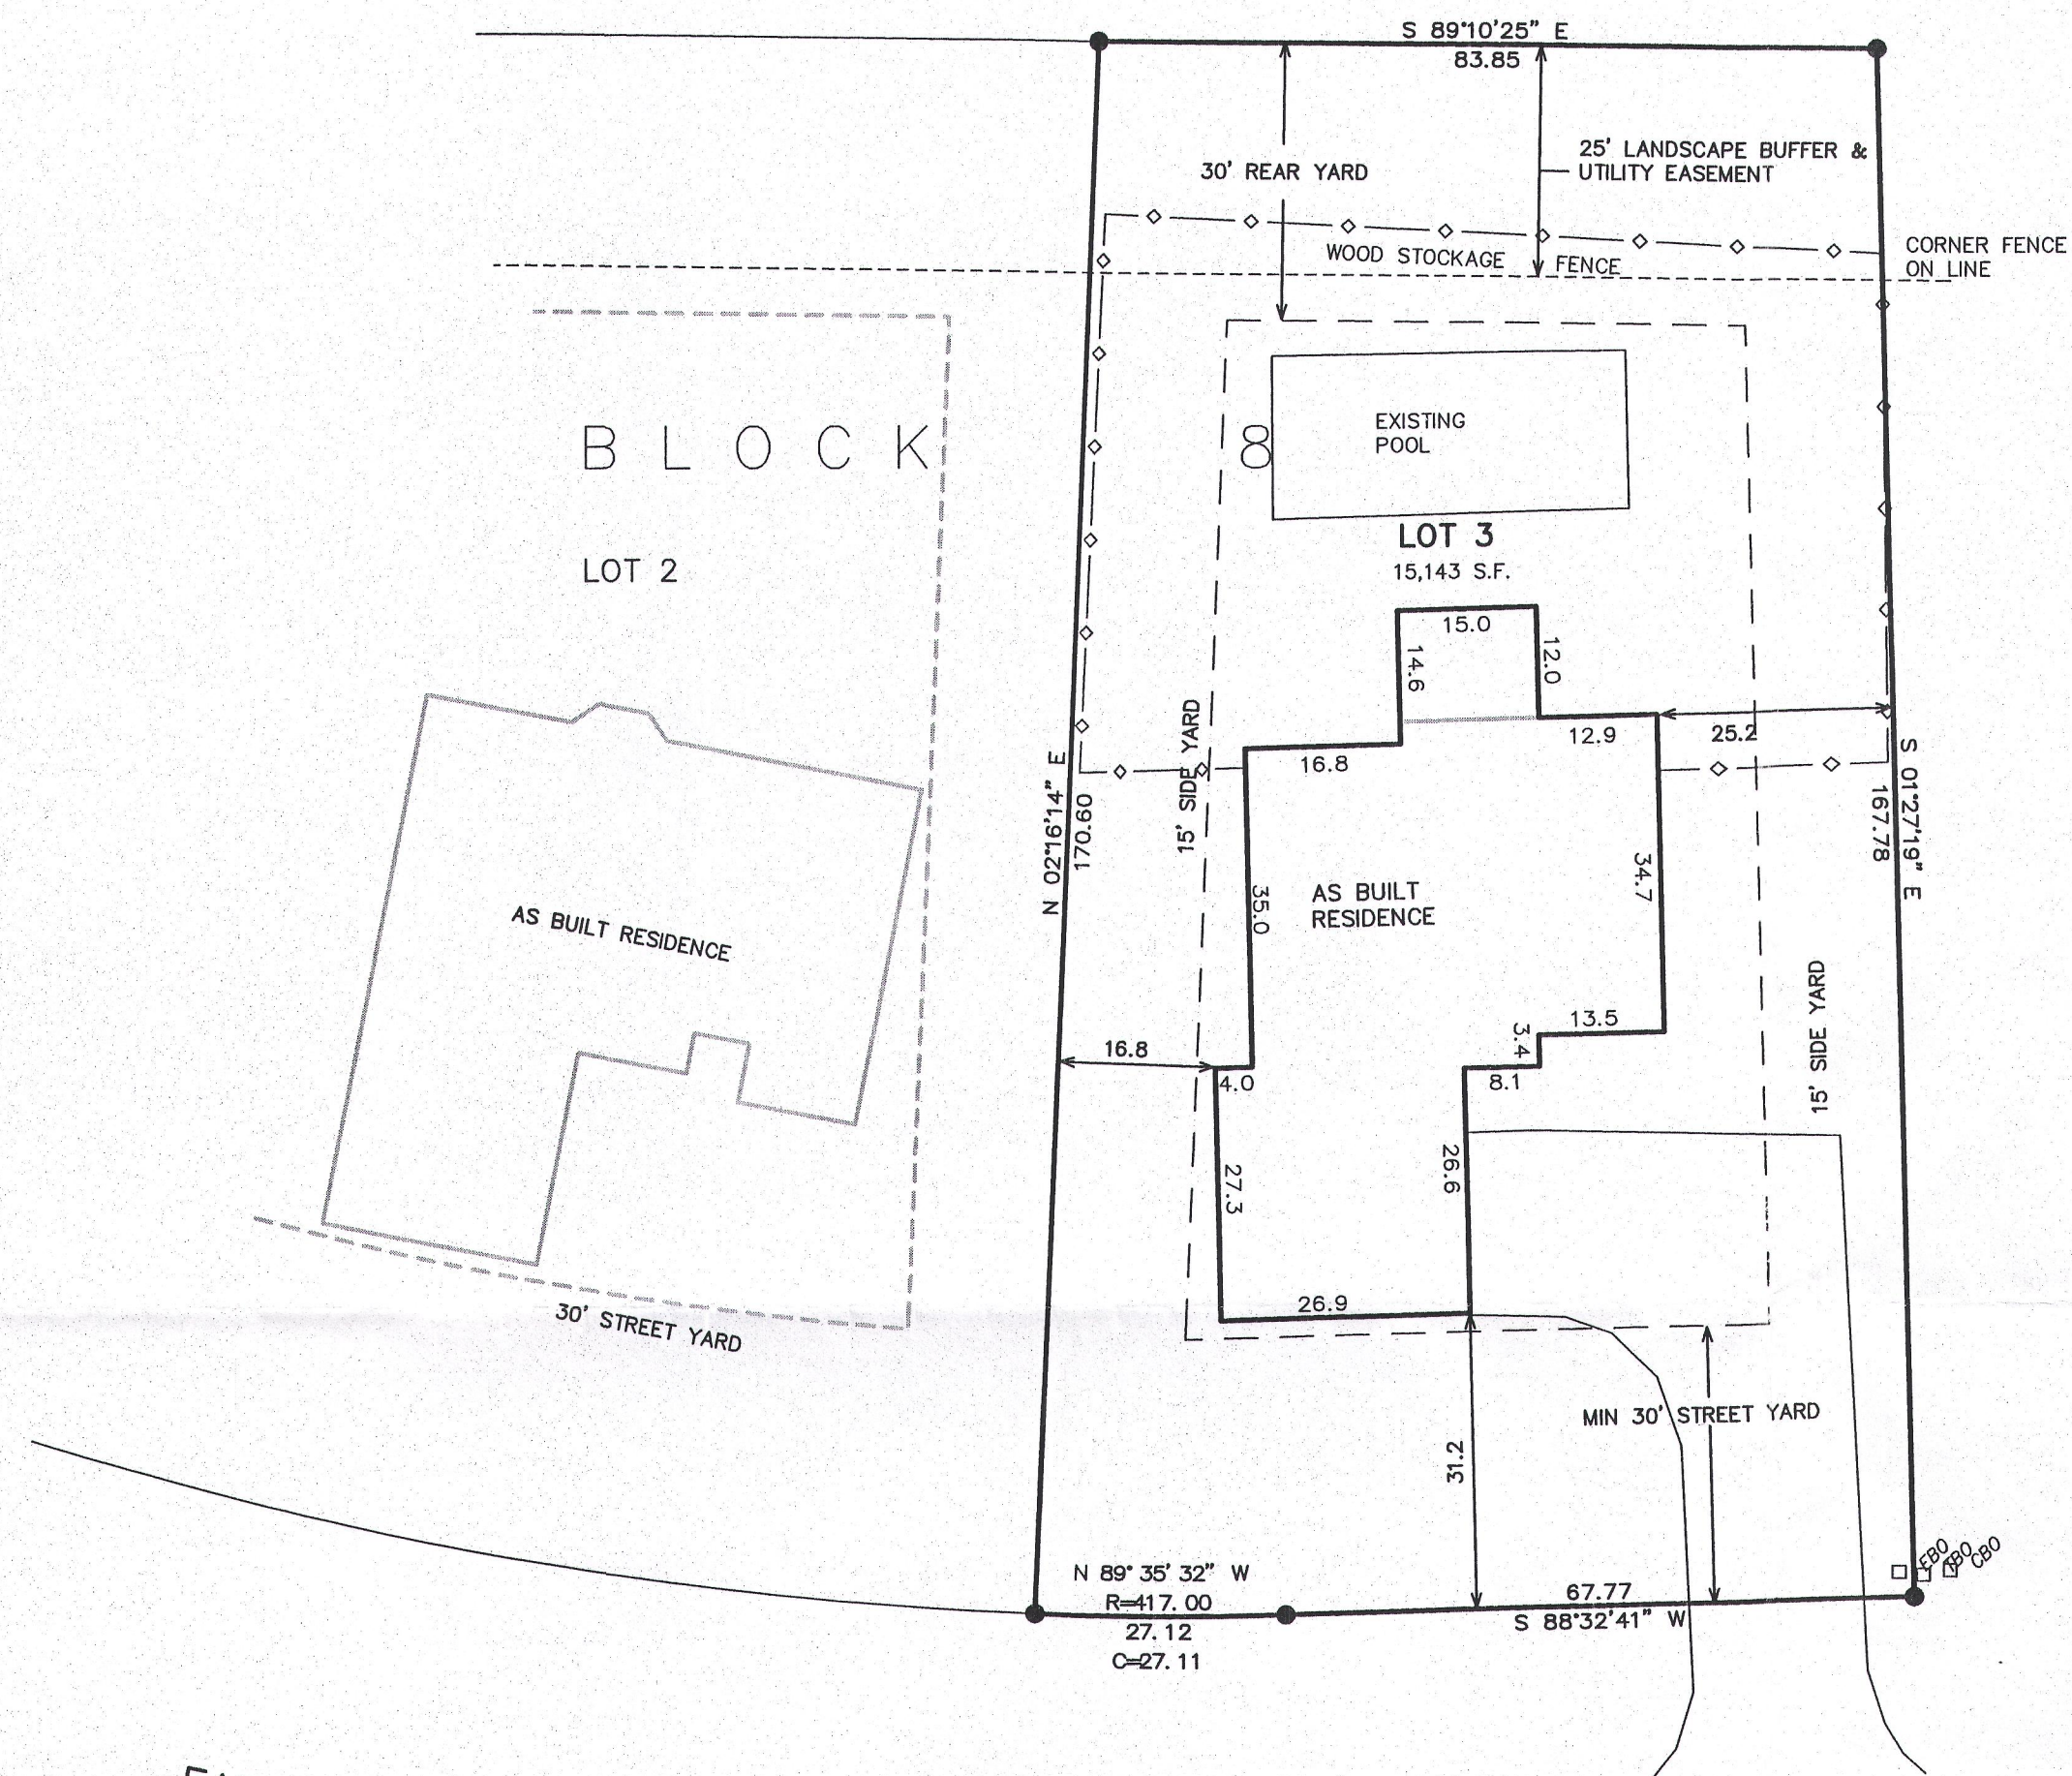 S 89°10'25" E
83.85
30' REAR YARD
25' LANDSCAPE BUFFER &
UTILITY EASEMENT
WOOD STOCKAGE FENCE
CORNER FENCE
ON LINE
BLOCK 8
EXISTING
POOL
LOT 3
15,143 S.F.
LOT 2
15.0
14.6
12.0
12.9
25.2
16.8
15' SIDE YARD
N 02°16'14" E
170.60
S 01°27'19" E
167.78
35.0
34.7
AS BUILT
RESIDENCE
AS BUILT RESIDENCE
13.5
3.4
8.1
16.8
4.0
15' SIDE YARD
27.3
26.6
26.9
30' STREET YARD
MIN 30' STREET YARD
31.2
N 89° 35' 32" W
R=417.00
27.12
C=27.11
67.77
S 88°32'41" W
EBO
CBO